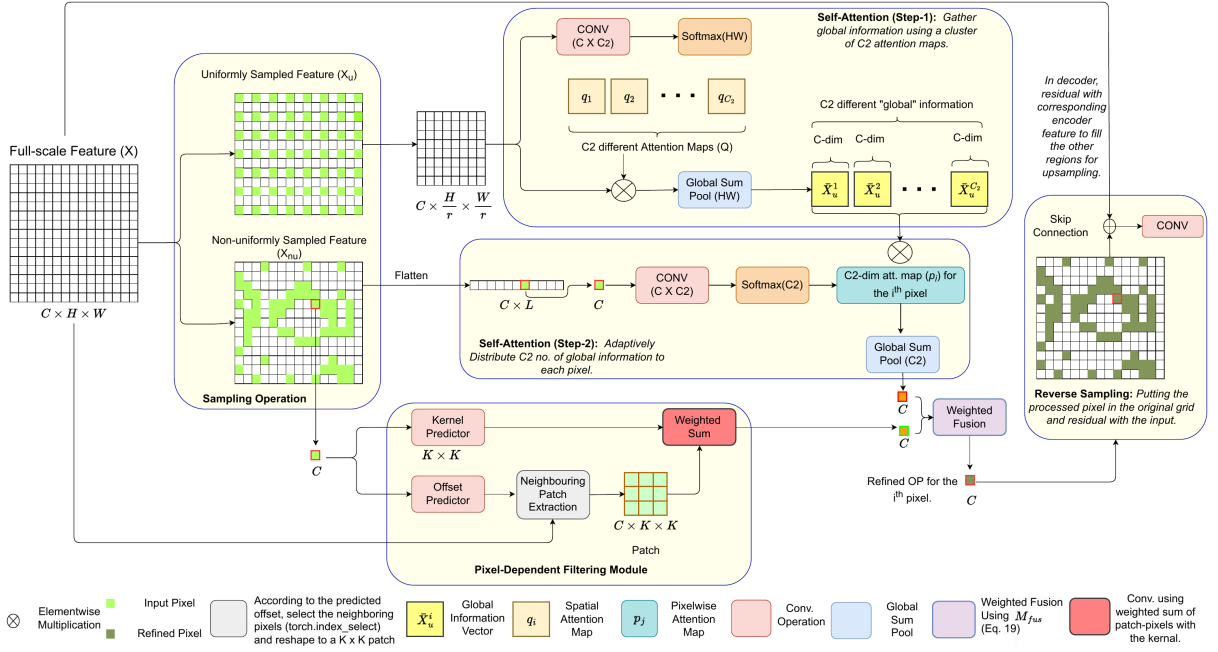 Full-scale Feature (X)
C × H × W
Uniformly Sampled Feature (Xu)
Non-uniformly Sampled Feature
(Xnu)
Sampling Operation
C × H/r × W/r
Self-Attention (Step-1): Gather
global information using a cluster
of C2 attention maps.
CONV
(C X C2)
Softmax(HW)
q1
q2
qC2
C2 different Attention Maps (Q)
Global Sum
Pool (HW)
C2 different "global" information
C-dim
C-dim
C-dim
X̄u^1
X̄u^2
X̄u^C2
Flatten
C × L
C
CONV
(C X C2)
Softmax(C2)
C2-dim att. map (pj) for
the ith pixel
Self-Attention (Step-2): Adaptively
Distribute C2 no. of global information to
each pixel.
Global Sum
Pool (C2)
C
C
Weighted
Fusion
Refined OP for the
ith pixel.
C
C
Kernel
Predictor
K × K
Offset
Predictor
Neighbouring
Patch
Extraction
Weighted
Sum
C × K × K
Patch
Pixel-Dependent Filtering Module
In decoder,
residual with
corresponding
encoder
feature to fill
the other
regions for
upsampling.
Skip
Connection
CONV
Reverse Sampling: Putting the
processed pixel in the original grid
and residual with the input.
Elementwise
Multiplication
Input Pixel
Refined Pixel
According to the predicted
offset, select the neighboring
pixels (torch.index_select)
and reshape to a K x K patch
X̄u^i
Global
Information
Vector
qi
Spatial
Attention
Map
pj
Pixelwise
Attention
Map
Conv.
Operation
Global
Sum
Pool
Weighted Fusion
Using Mfus
(Eq. 19)
Conv. using
weighted sum of
patch-pixels with
the kernal.